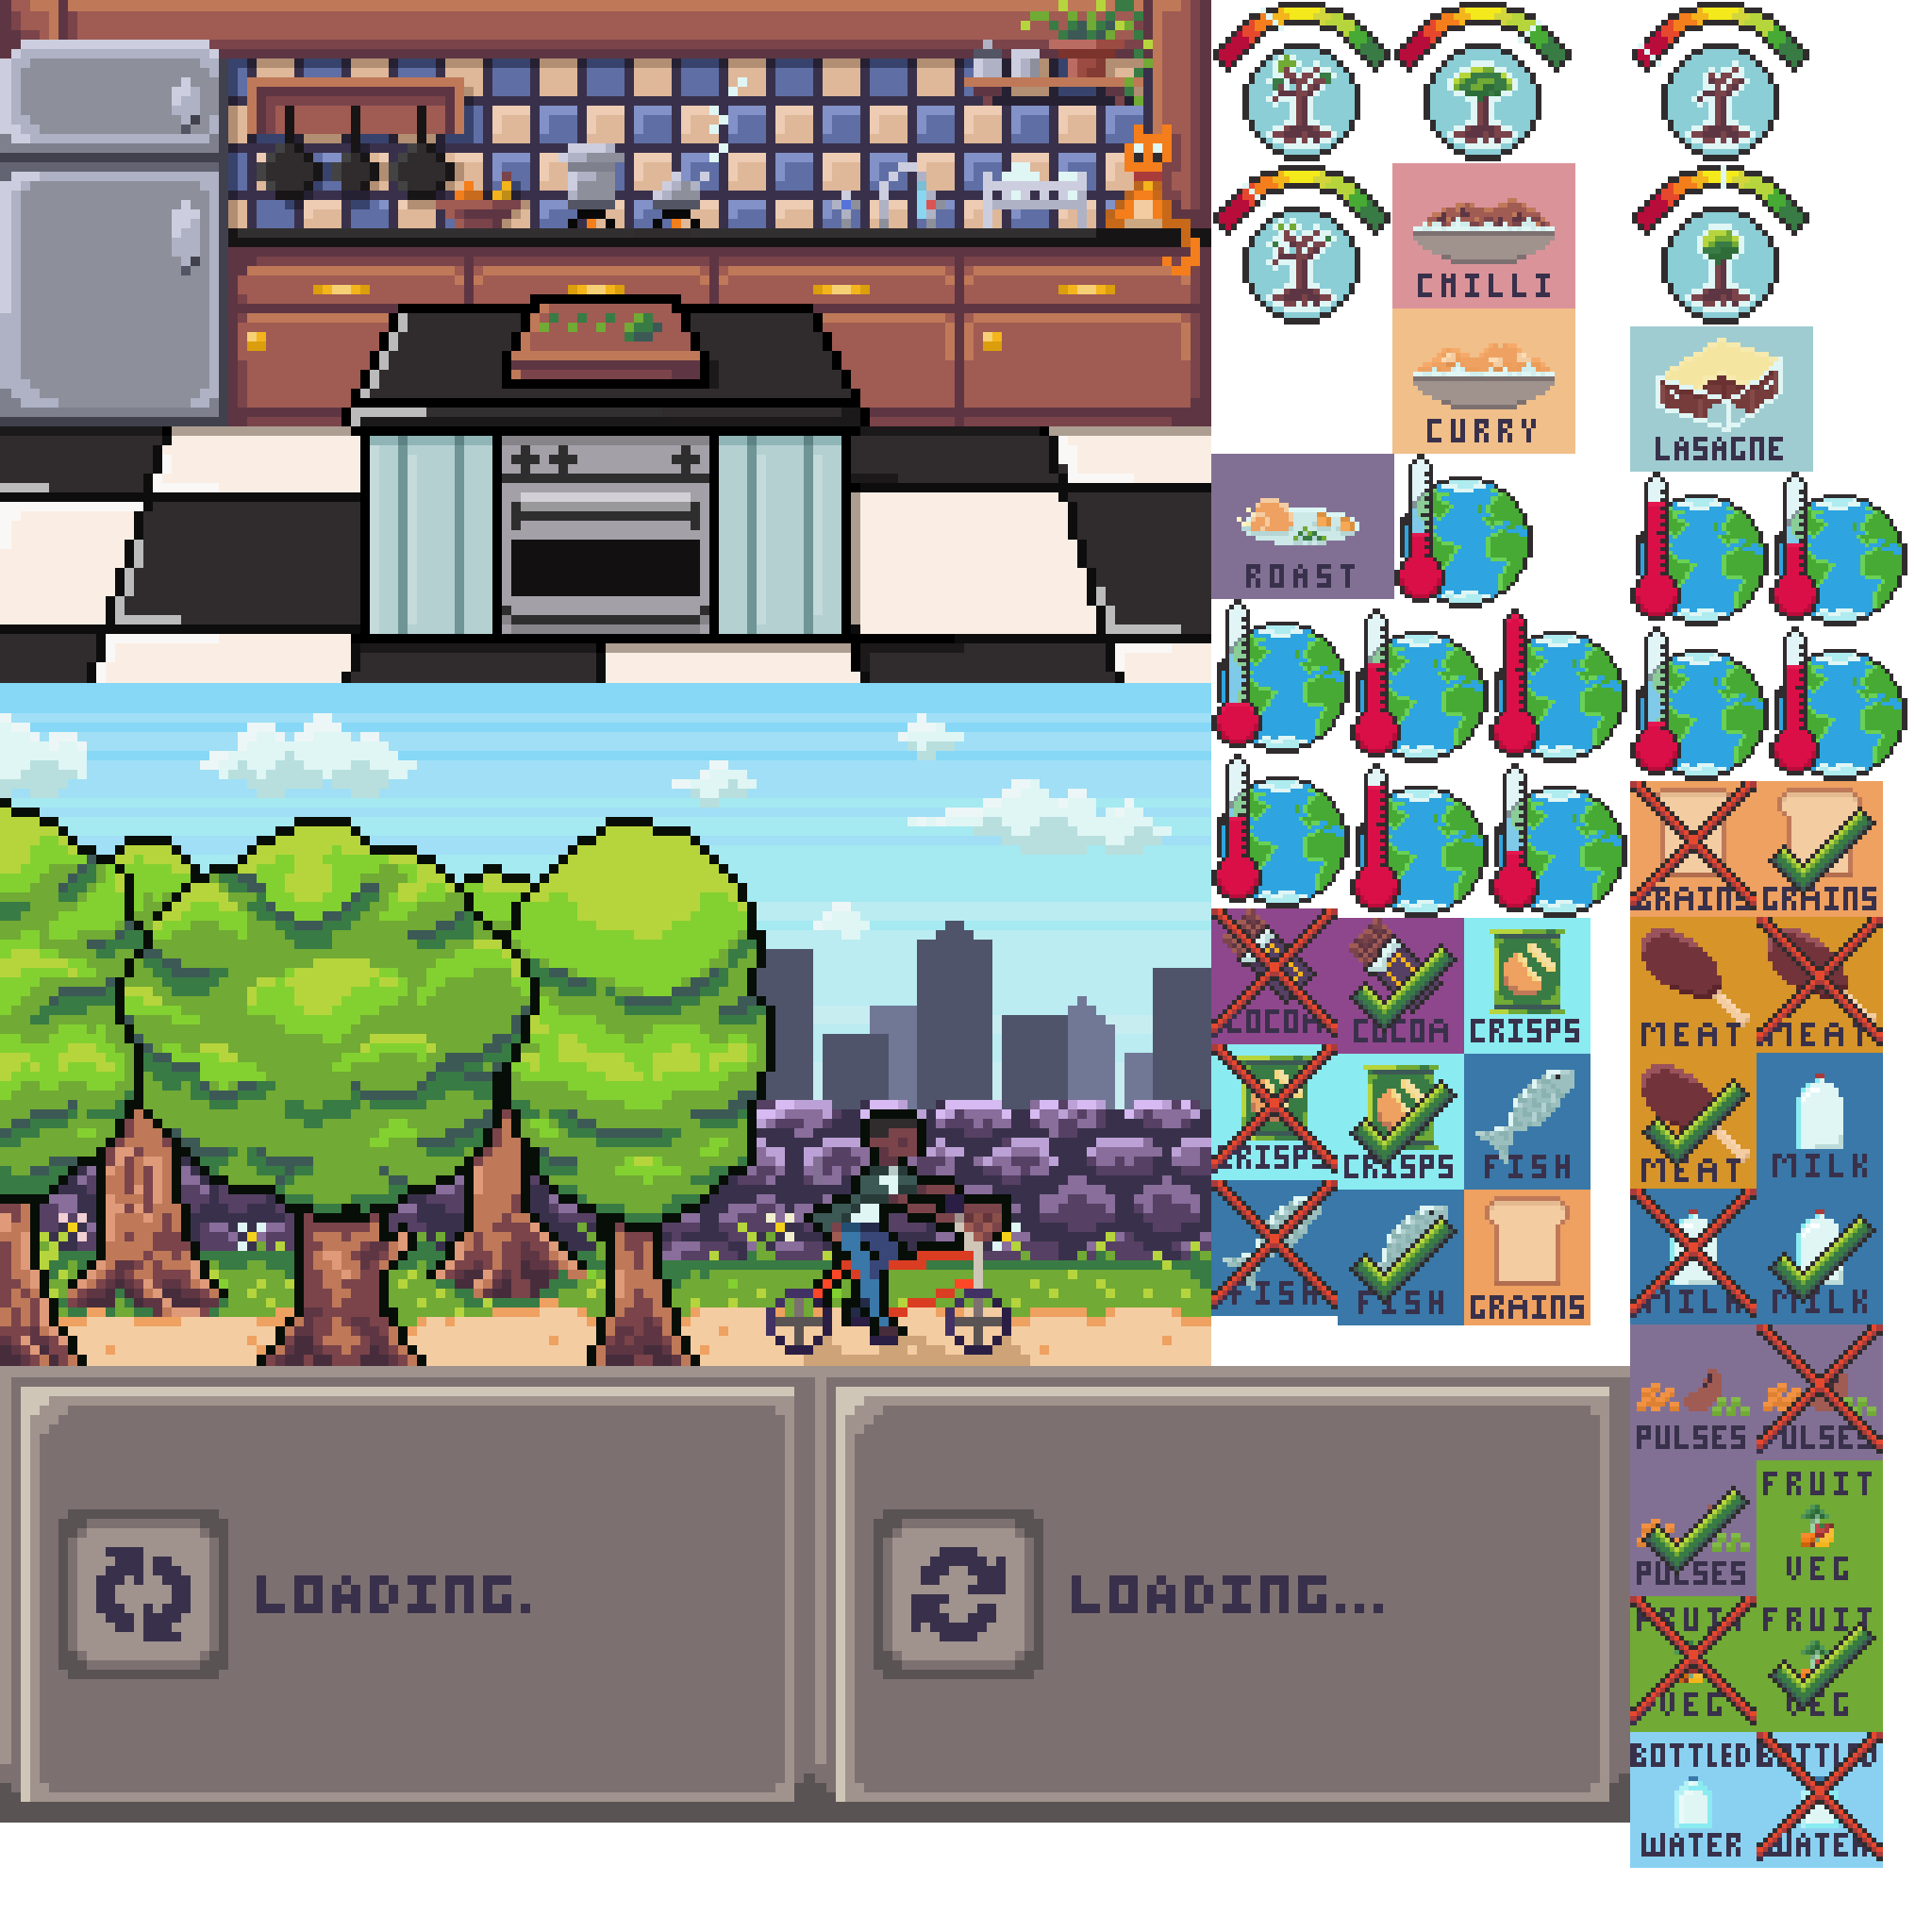 CHILLI
CURRY
LASAGNE
ROAST
GRAINS
GRAINS
MEAT
MEAT
COCOA
COCOA
CRISPS
CRISPS
CRISPS
FISH
MEAT
MILK
FISH
FISH
GRAINS
MILK
MILK
PULSES
PULSES
PULSES
FRUIT
VEG
FRUIT
VEG
FRUIT
VEG
LOADING.
LOADING...
BOTTLED
WATER
BOTTLED
WATER